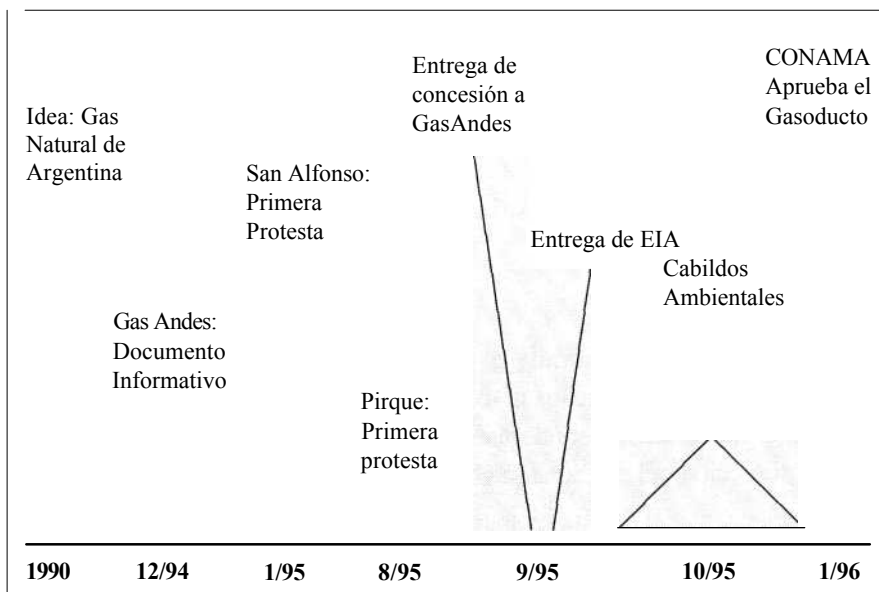 Idea: Gas
Natural de
Argentina
Gas Andes:
Documento
Informativo
San Alfonso:
Primera
Protesta
Pirque:
Primera
protesta
Entrega de
concesión a
GasAndes
Entrega de EIA
Cabildos
Ambientales
CONAMA
Aprueba el
Gasoducto
1990 12/94 1/95 8/95 9/95 10/95 1/96